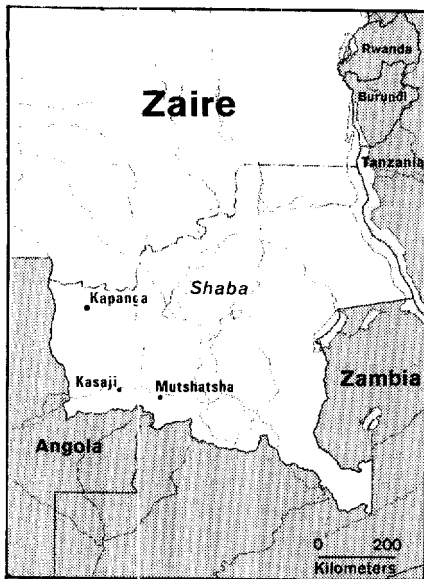 Rwanda
Burundi
Zaire
Tanzania
Shaba
Kapanga
Kasaji
Mutshatsha
Zambia
Angola
0 200
Kilometers